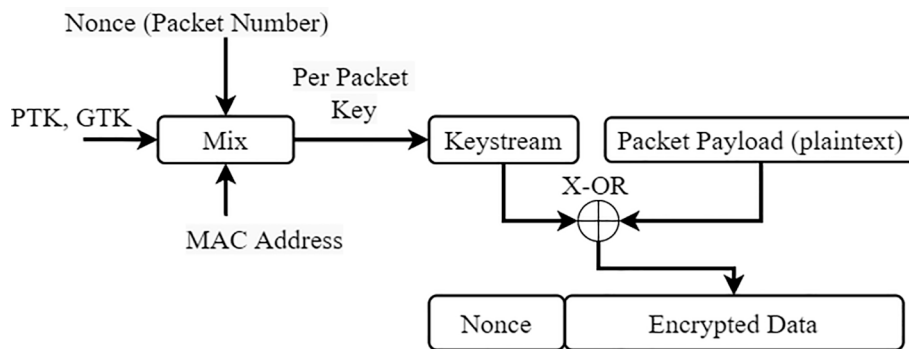 Nonce (Packet Number)
Per Packet
Key
PTK, GTK
Mix
Keystream
Packet Payload (plaintext)
X-OR
MAC Address
Nonce
Encrypted Data